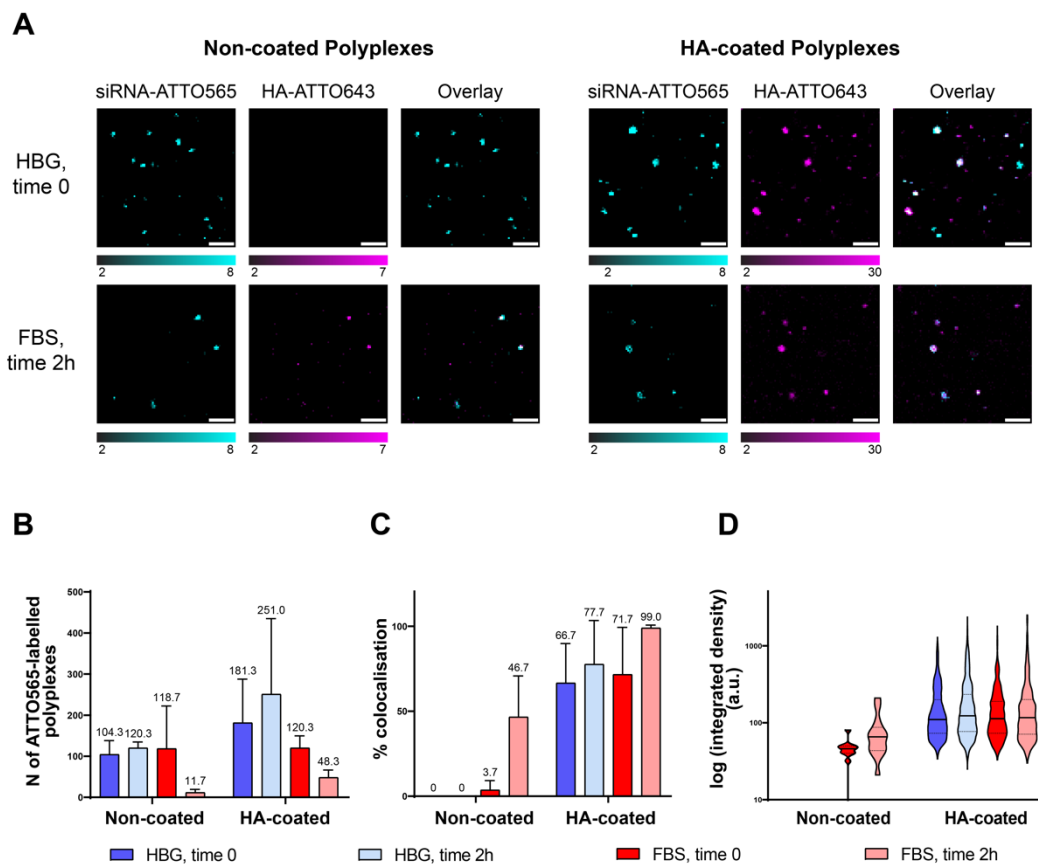 A
Non-coated Polyplexes
HA-coated Polyplexes
siRNA-ATTO565 HA-ATTO643 Overlay
siRNA-ATTO565 HA-ATTO643 Overlay
HBG,
time 0
2 8 2 7
2 8 2 30
FBS,
time 2h
2 8 2 7
2 8 2 30
B
N of ATTO565-labelled
polyplexes
500
400
300
200
100
0
104.3 120.3 118.7 11.7
181.3 251.0 120.3 48.3
Non-coated HA-coated
C
% colocalisation
100
50
0
0 0 3.7 46.7
66.7 77.7 71.7 99.0
Non-coated HA-coated
D
log (integrated density)
(a.u.)
1000
100
10
Non-coated HA-coated
HBG, time 0 HBG, time 2h FBS, time 0 FBS, time 2h